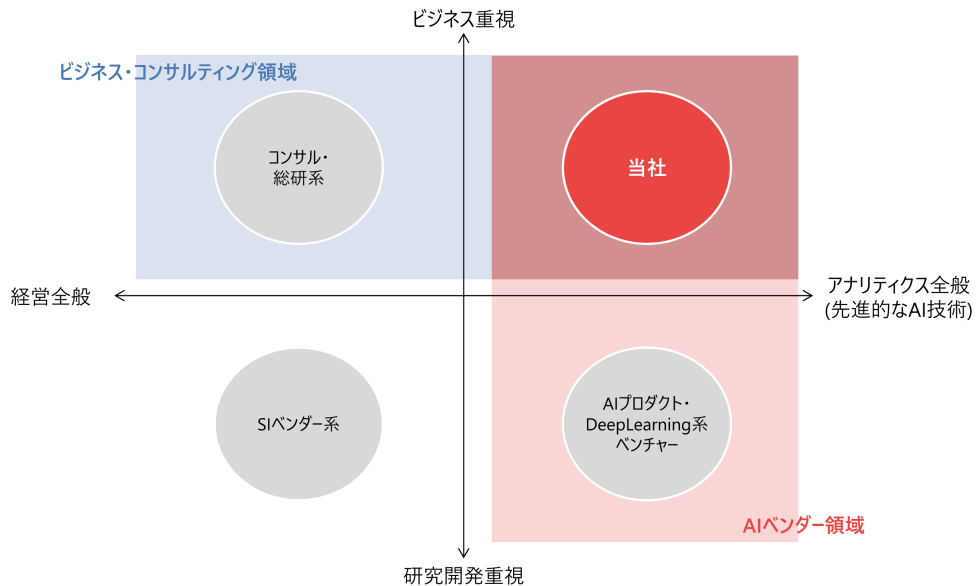 ビジネス重視
ビジネス・コンサルティング領域
コンサル・
総研系
当社
経営全般
アナリティクス全般
(先進的なAI技術)
SIベンダー系
AIプロダクト・
DeepLearning系
ベンチャー
AIベンダー領域
研究開発重視